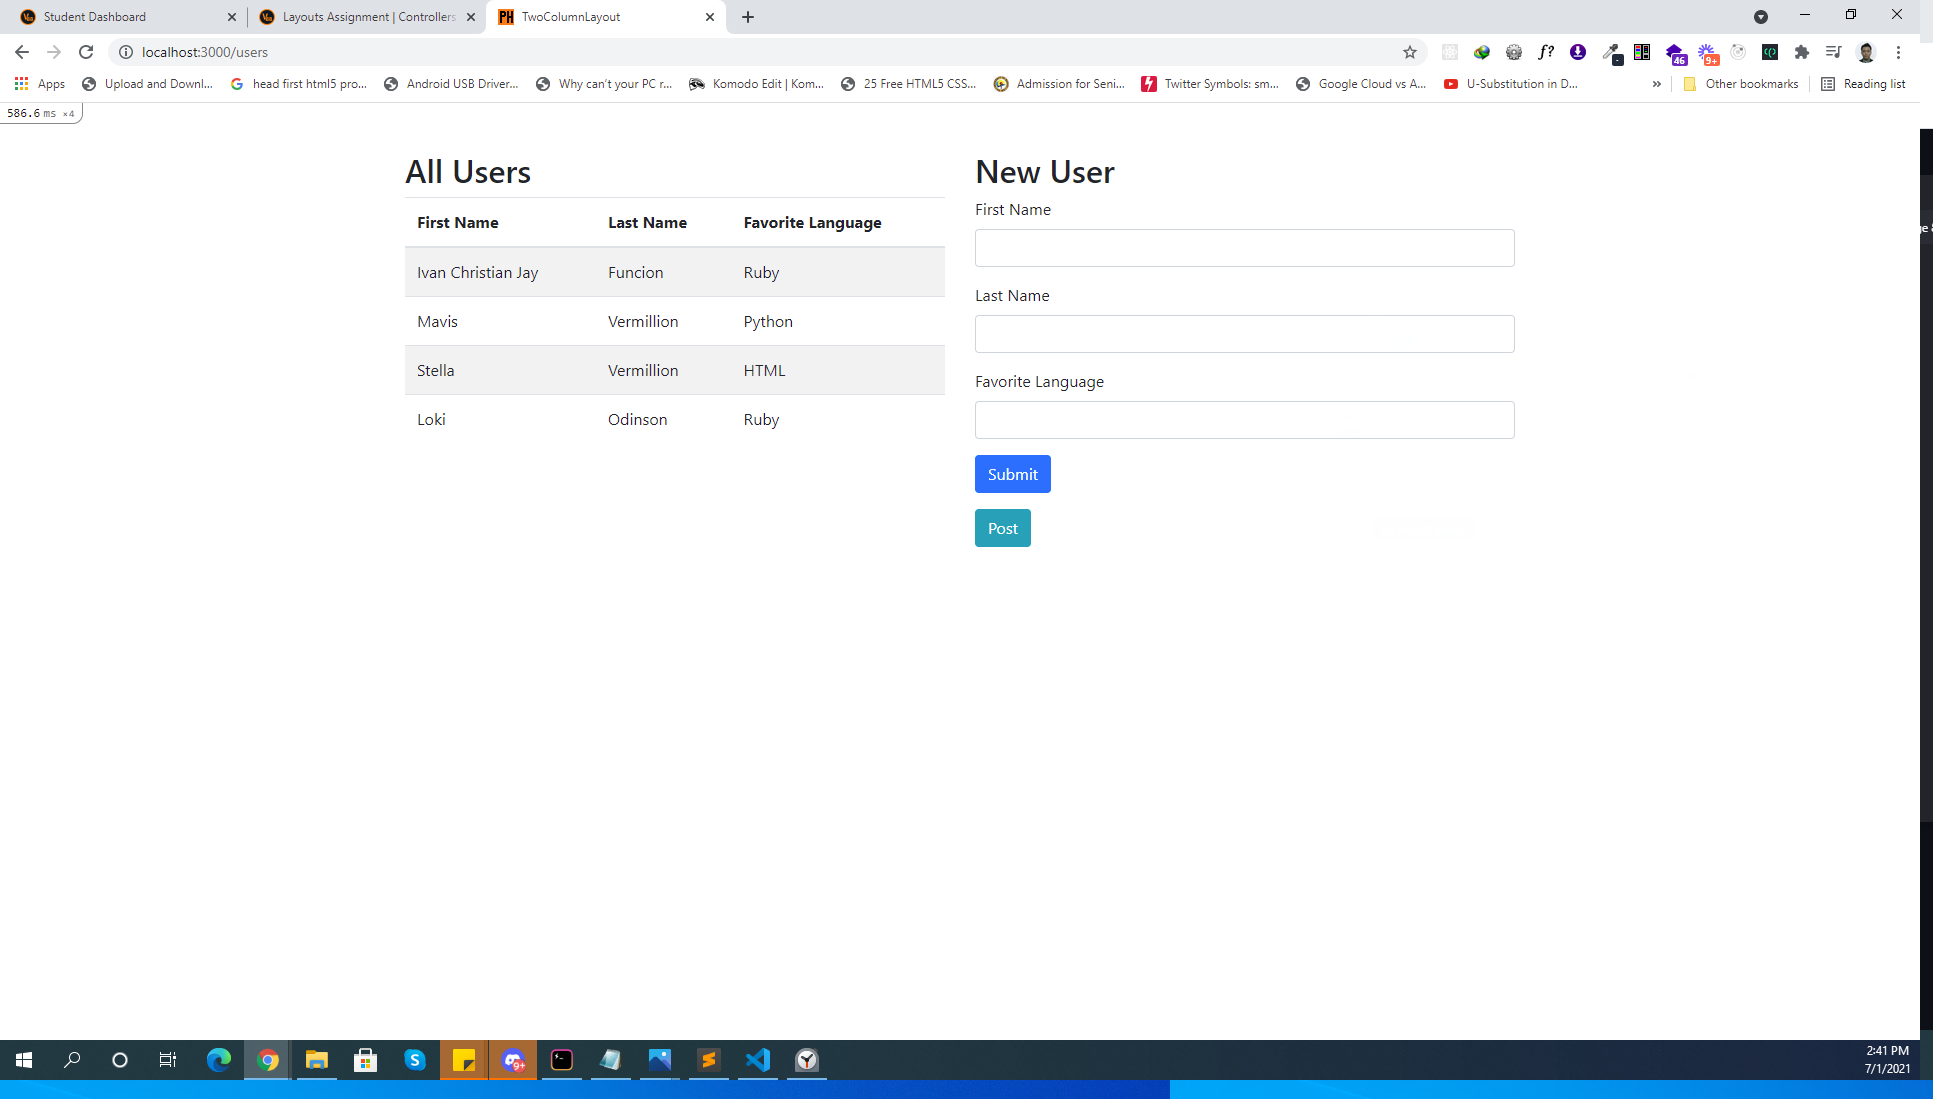 Student Dashboard
Layouts Assignment | Controllers
TwoColumnLayout
localhost:3000/users
f?
46
9+
Apps
Upload and Downl...
head first html5 pro...
Android USB Driver...
Why can't your PC r...
Komodo Edit | Kom...
25 Free HTML5 CSS...
Admission for Seni...
Twitter Symbols: sm...
Google Cloud vs A...
U-Substitution in D...
»
Other bookmarks
Reading list
586.6 ms ×4
All Users
First Name Last Name Favorite Language
Ivan Christian Jay Funcion Ruby
Mavis Vermillion Python
Stella Vermillion HTML
Loki Odinson Ruby
New User
First Name
Last Name
Favorite Language
Submit
Post
9+
2:41 PM
7/1/2021